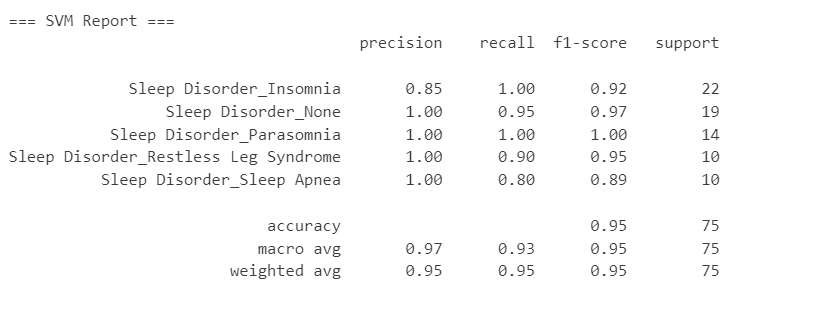 === SVM Report ===
precision recall f1-score support
Sleep Disorder_Insomnia 0.85 1.00 0.92 22
Sleep Disorder_None 1.00 0.95 0.97 19
Sleep Disorder_Parasomnia 1.00 1.00 1.00 14
Sleep Disorder_Restless Leg Syndrome 1.00 0.90 0.95 10
Sleep Disorder_Sleep Apnea 1.00 0.80 0.89 10
accuracy 0.95 75
macro avg 0.97 0.93 0.95 75
weighted avg 0.95 0.95 0.95 75